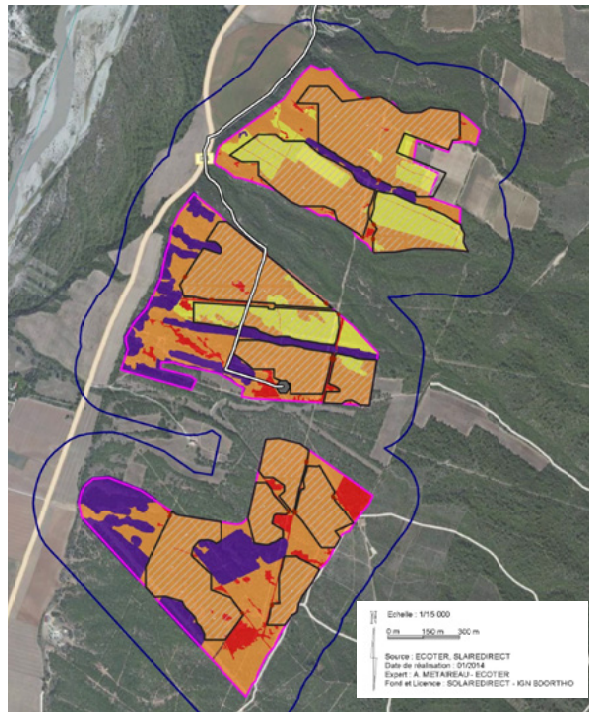 Echelle : 1/15 000
0 m 150 m 300 m
Source : ECOTER, SLAIREDIRECT
Date de réalisation : 01/2014
Expert : A. METAIREAU - ECOTER
Fond et Licence : SOLAIREDIRECT - IGN BDORTHO